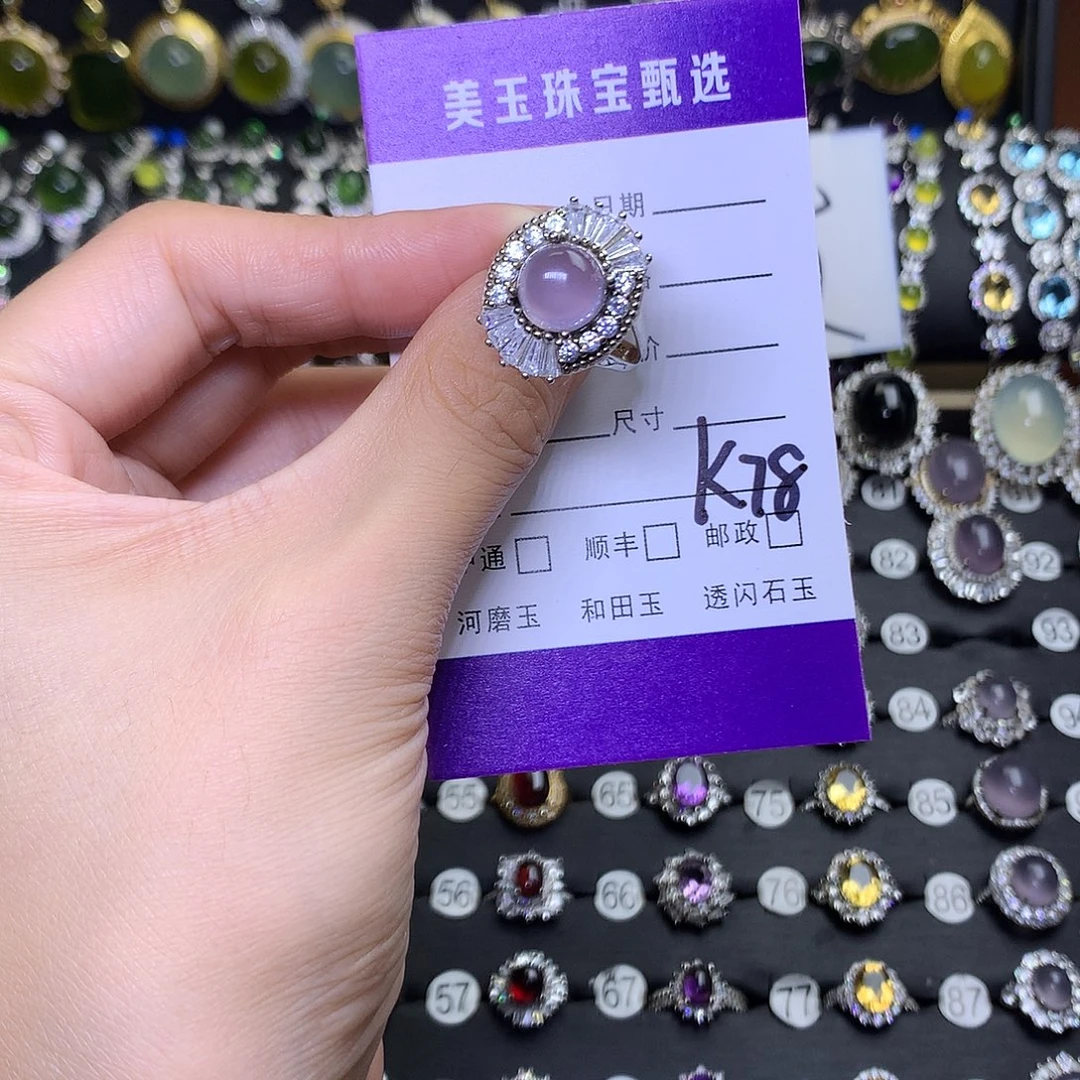 美玉珠宝甄选
日期
价
尺寸
K78
通 顺丰 邮政
河磨玉 和田玉 透闪石玉
82 92
83 93
84
55 65 75 85
56 66 76 86
57 67 77 87